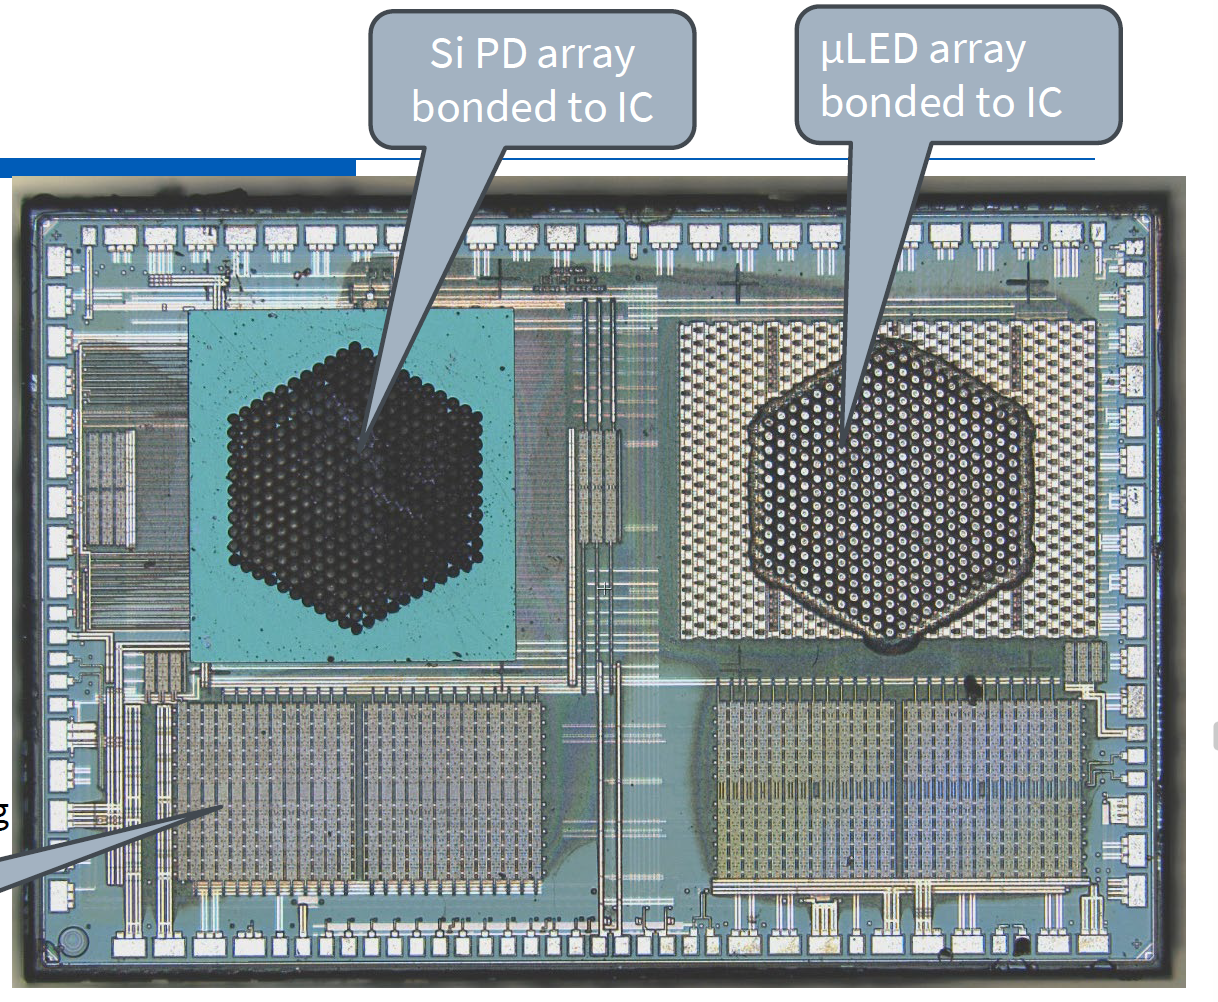 Si PD array
bonded to IC
µLED array
bonded to IC
g